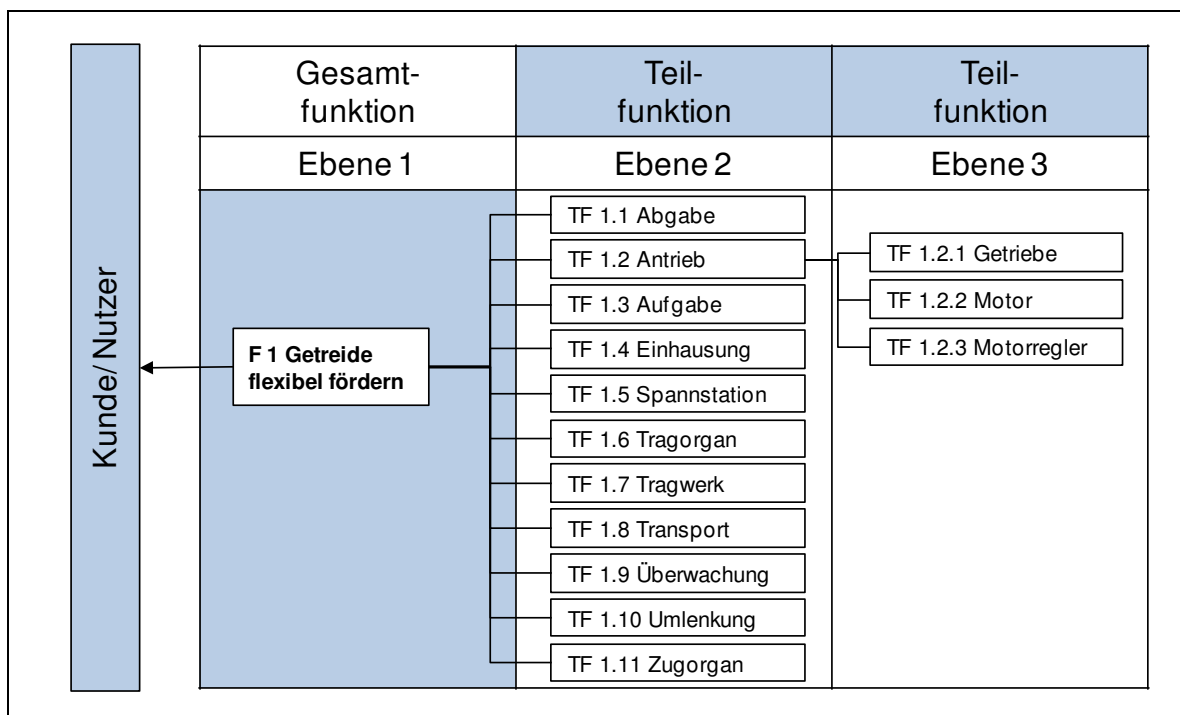 Kunde/ Nutzer
Gesamt-
funktion
Teil-
funktion
Teil-
funktion
Ebene 1
Ebene 2
Ebene 3
F 1 Getreide
flexibel fördern
TF 1.1 Abgabe
TF 1.2 Antrieb
TF 1.3 Aufgabe
TF 1.4 Einhausung
TF 1.5 Spannstation
TF 1.6 Tragorgan
TF 1.7 Tragwerk
TF 1.8 Transport
TF 1.9 Überwachung
TF 1.10 Umlenkung
TF 1.11 Zugorgan
TF 1.2.1 Getriebe
TF 1.2.2 Motor
TF 1.2.3 Motorregler